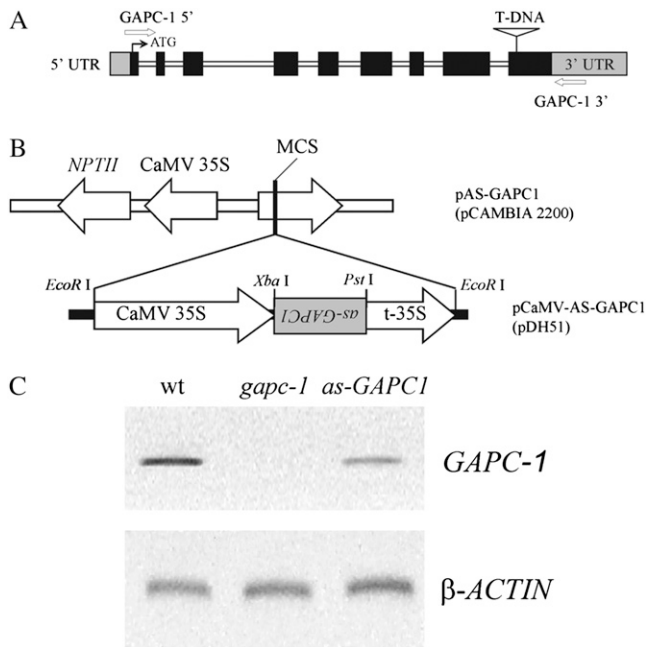 A
GAPC-1 5’
ATG
T-DNA
5’ UTR
3’ UTR
GAPC-1 3’
B
MCS
NPTII
CaMV 35S
pAS-GAPC1
(pCAMBIA 2200)
EcoR I
Xba I
Pst I
EcoR I
CaMV 35S
as-GAPC1
t-35S
pCaMV-AS-GAPC1
(pDH51)
C
wt
gapc-1
as-GAPC1
GAPC-1
β-ACTIN